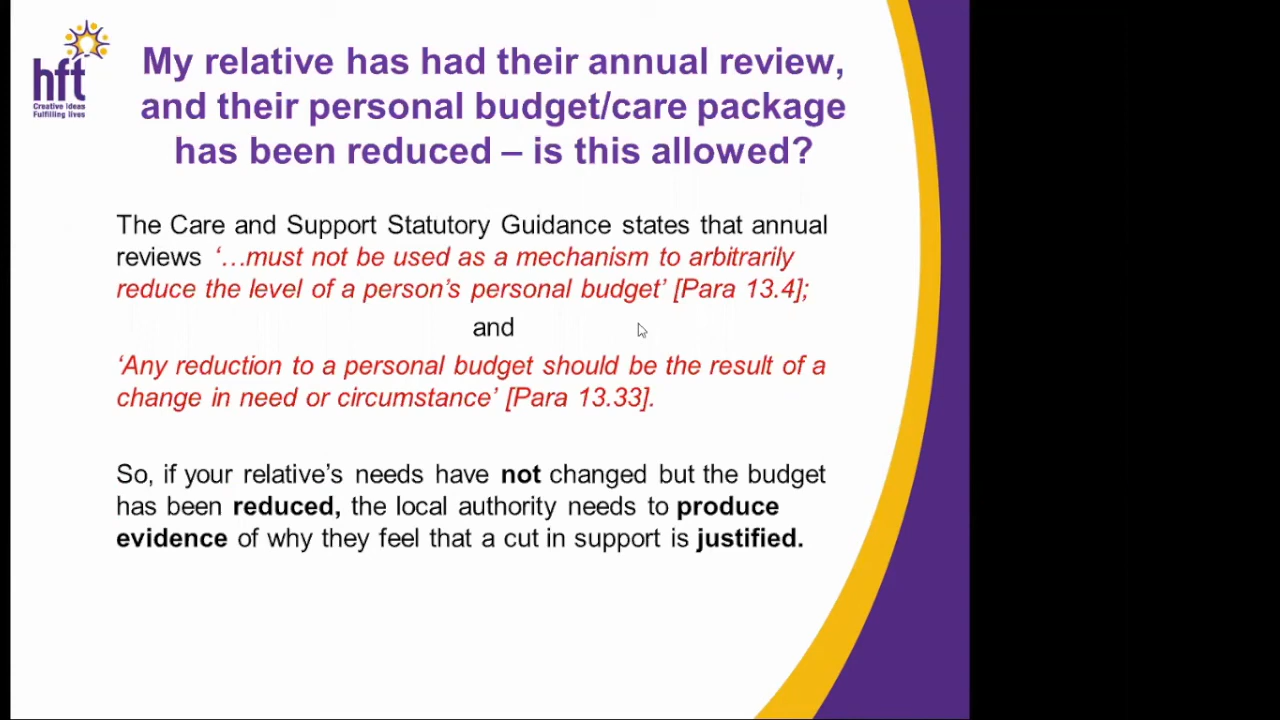 hft
Creative ideas
Fulfilling lives
My relative has had their annual review,
and their personal budget/care package
has been reduced – is this allowed?
The Care and Support Statutory Guidance states that annual
reviews ‘…must not be used as a mechanism to arbitrarily
reduce the level of a person’s personal budget’ [Para 13.4];
and
‘Any reduction to a personal budget should be the result of a
change in need or circumstance’ [Para 13.33].
So, if your relative’s needs have not changed but the budget
has been reduced, the local authority needs to produce
evidence of why they feel that a cut in support is justified.